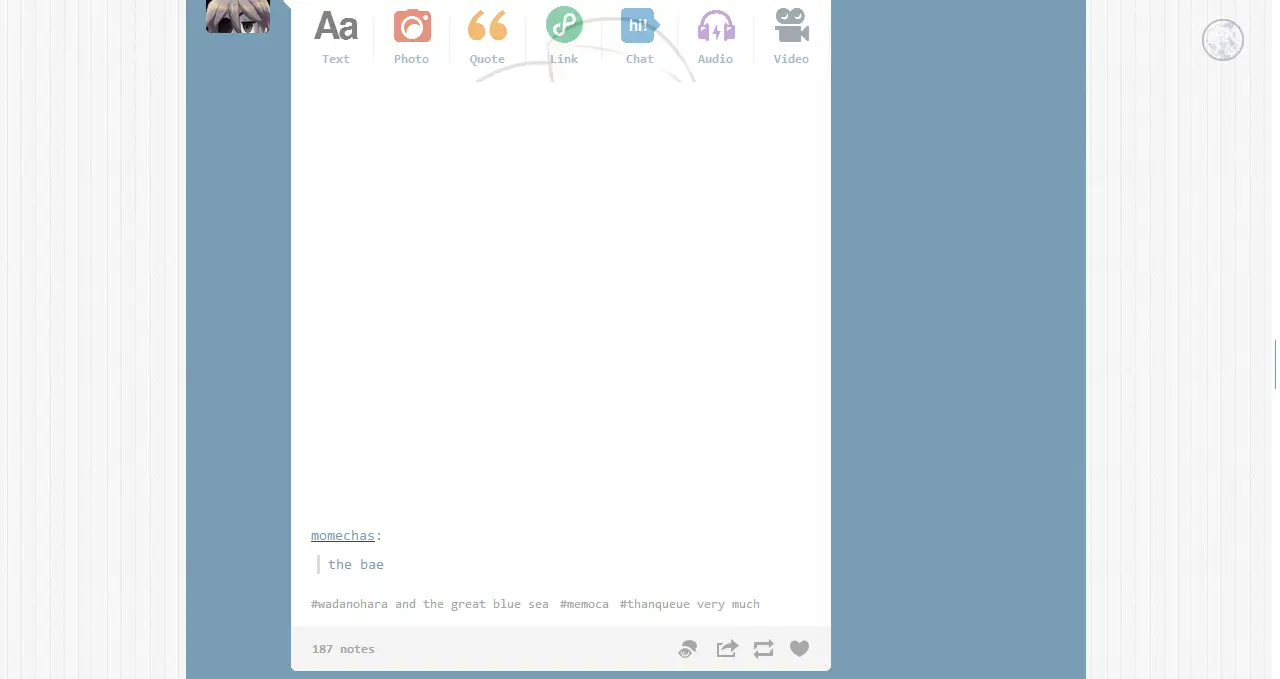 Aa
hi!
Text Photo Quote Link Chat Audio Video
momechas:
the bae
#wadanohara and the great blue sea #memoca #thanqueue very much
187 notes